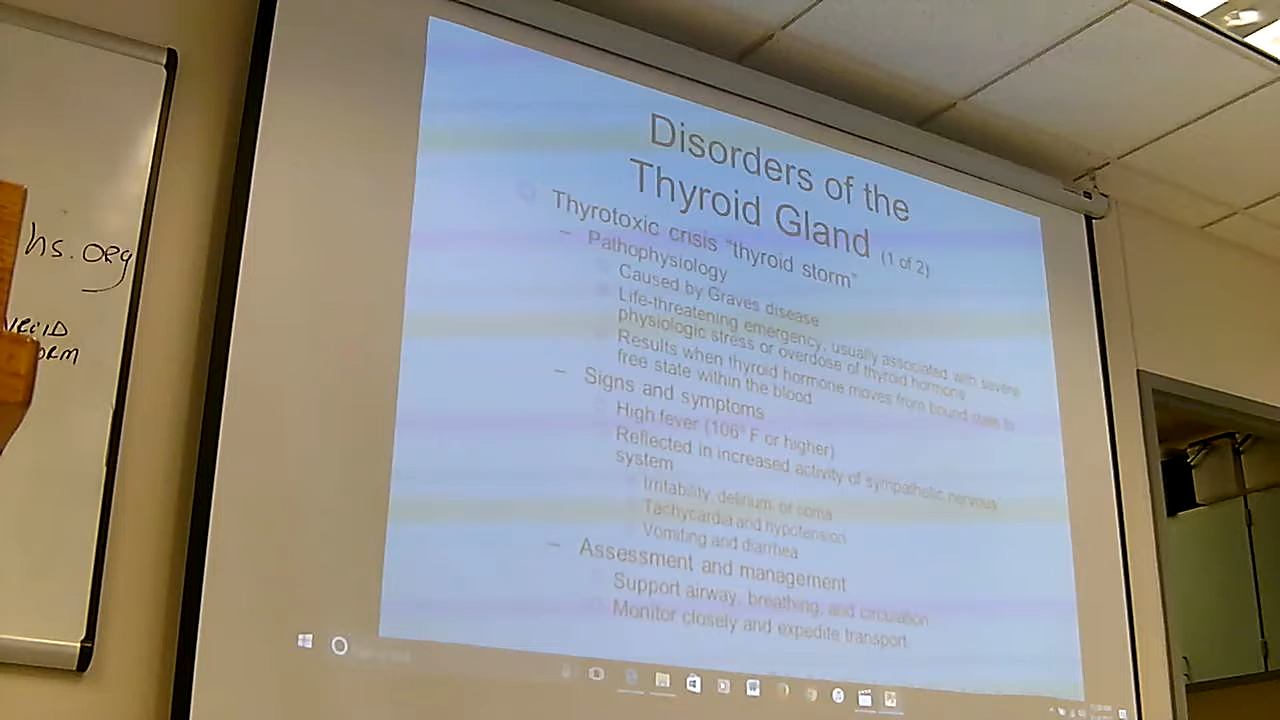 hs.org
ORM
Disorders of the
Thyroid Gland (1 of 2)
Thyrotoxic crisis "thyroid storm"
– Pathophysiology
Caused by Graves disease
Life-threatening emergency, usually associated with severe
physiologic stress or overdose of thyroid hormone
Results when thyroid hormone moves from bound state to
free state within the blood
– Signs and symptoms
High fever (106° F or higher)
Reflected in increased activity of sympathetic nervous
system
Irritability, delirium, or coma
Tachycardia and hypotension
Vomiting and diarrhea
– Assessment and management
Support airway, breathing, and circulation
Monitor closely and expedite transport